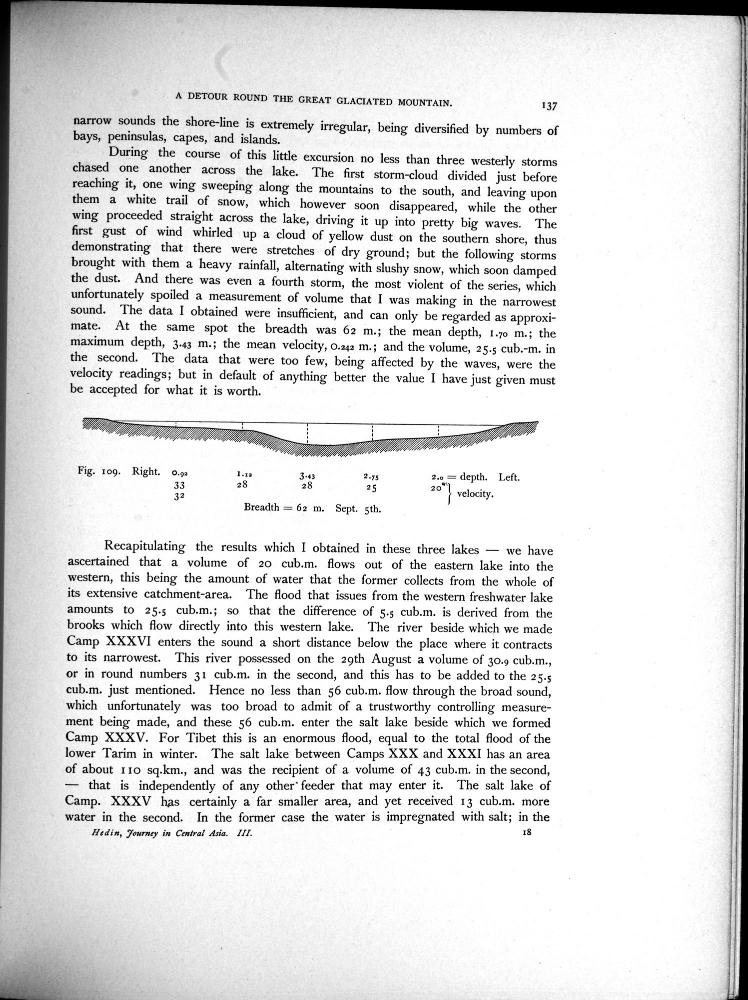 A DETOUR ROUND THE GREAT GLACIATED MOUNTAIN. 137
narrow sounds the shore-line is extremely irregular, being diversified by numbers of
bays, peninsulas, capes, and islands.
During the course of this little excursion no less than three westerly storms
chased one another across the lake. The first storm-cloud divided just before
reaching it, one wing sweeping along the mountains to the south, and leaving upon
them a white trail of snow, which however soon disappeared, while the other
wing proceeded straight across the lake, driving it up into pretty big waves. The
first gust of wind whirled up a cloud of yellow dust on the southern shore, thus
demonstrating that there were stretches of dry ground; but the following storms
brought with them a heavy rainfall, alternating with slushy snow, which soon damped
the dust. And there was even a fourth storm, the most violent of the series, which
unfortunately spoiled a measurement of volume that I was making in the narrowest
sound. The data I obtained were insufficient, and can only be regarded as approxi-
mate. At the same spot the breadth was 62 m.; the mean depth, 1.70 m.; the
maximum depth, 3.43 m.; the mean velocity, 0.242 m.; and the volume, 25.5 cub.-m. in
the second. The data that were too few, being affected by the waves, were the
velocity readings; but in default of anything better the value I have just given must
be accepted for what it is worth.
Fig. 109. Right. 0.92 1.12 3.43 2.75 2.0 = depth. Left.
33 28 28 25 20
32 velocity.
Breadth = 62 m. Sept. 5th.
Recapitulating the results which I obtained in these three lakes — we have
ascertained that a volume of 20 cub.m. flows out of the eastern lake into the
western, this being the amount of water that the former collects from the whole of
its extensive catchment-area. The flood that issues from the western freshwater lake
amounts to 25.5 cub.m.; so that the difference of 5.5 cub.m. is derived from the
brooks which flow directly into this western lake. The river beside which we made
Camp XXXVI enters the sound a short distance below the place where it contracts
to its narrowest. This river possessed on the 29th August a volume of 30.9 cub.m.,
or in round numbers 31 cub.m. in the second, and this has to be added to the 25.5
cub.m. just mentioned. Hence no less than 56 cub.m. flow through the broad sound,
which unfortunately was too broad to admit of a trustworthy controlling measure-
ment being made, and these 56 cub.m. enter the salt lake beside which we formed
Camp XXXV. For Tibet this is an enormous flood, equal to the total flood of the
lower Tarim in winter. The salt lake between Camps XXX and XXXI has an area
of about 110 sq.km., and was the recipient of a volume of 43 cub.m. in the second,
— that is independently of any other feeder that may enter it. The salt lake of
Camp. XXXV has certainly a far smaller area, and yet received 13 cub.m. more
water in the second. In the former case the water is impregnated with salt; in the
Hedin, Journey in Central Asia. III. 18